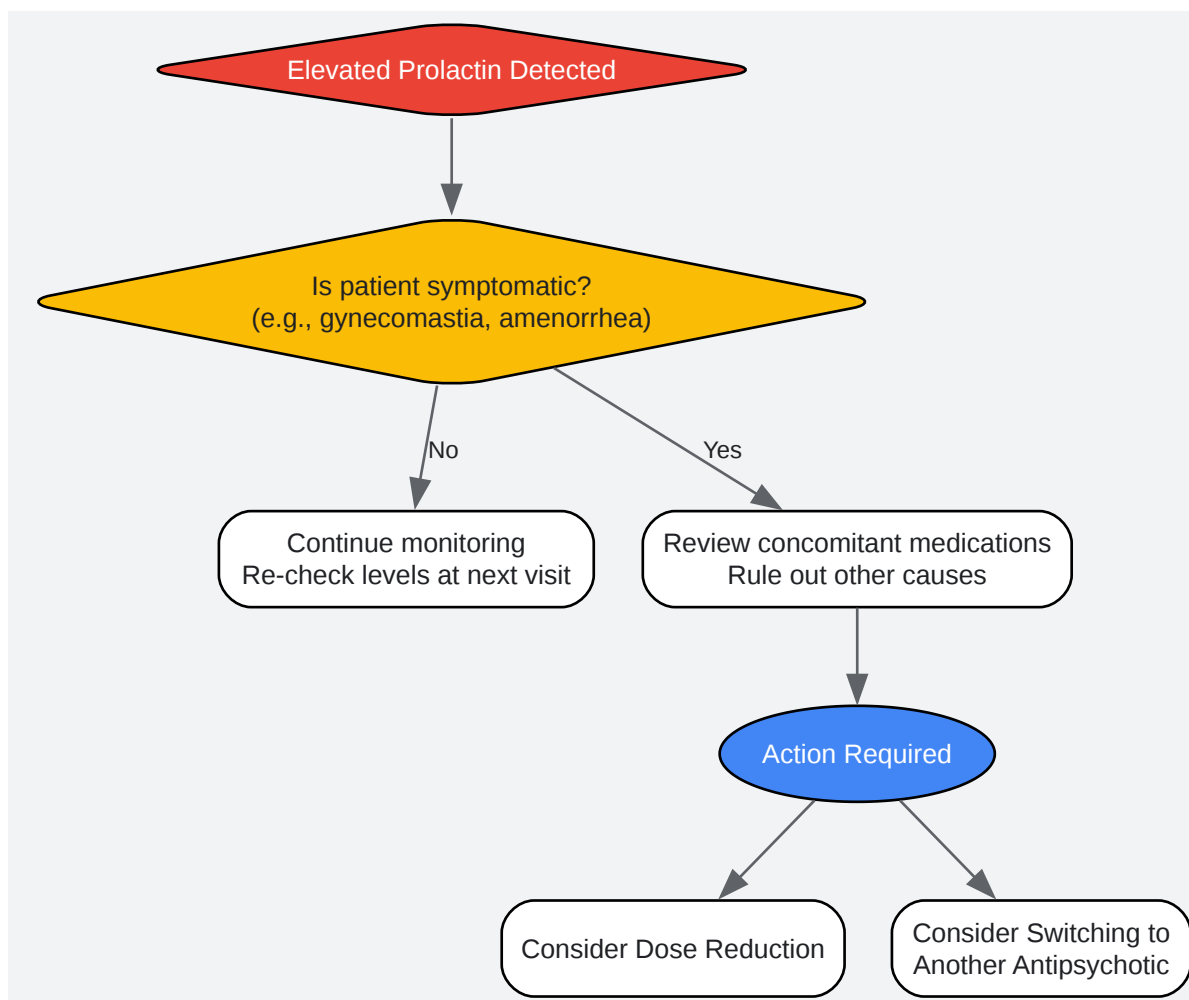 Elevated Prolactin Detected
Is patient symptomatic?
(e.g., gynecomastia, amenorrhea)
No
Yes
Continue monitoring
Re-check levels at next visit
Review concomitant medications
Rule out other causes
Action Required
Consider Dose Reduction
Consider Switching to
Another Antipsychotic